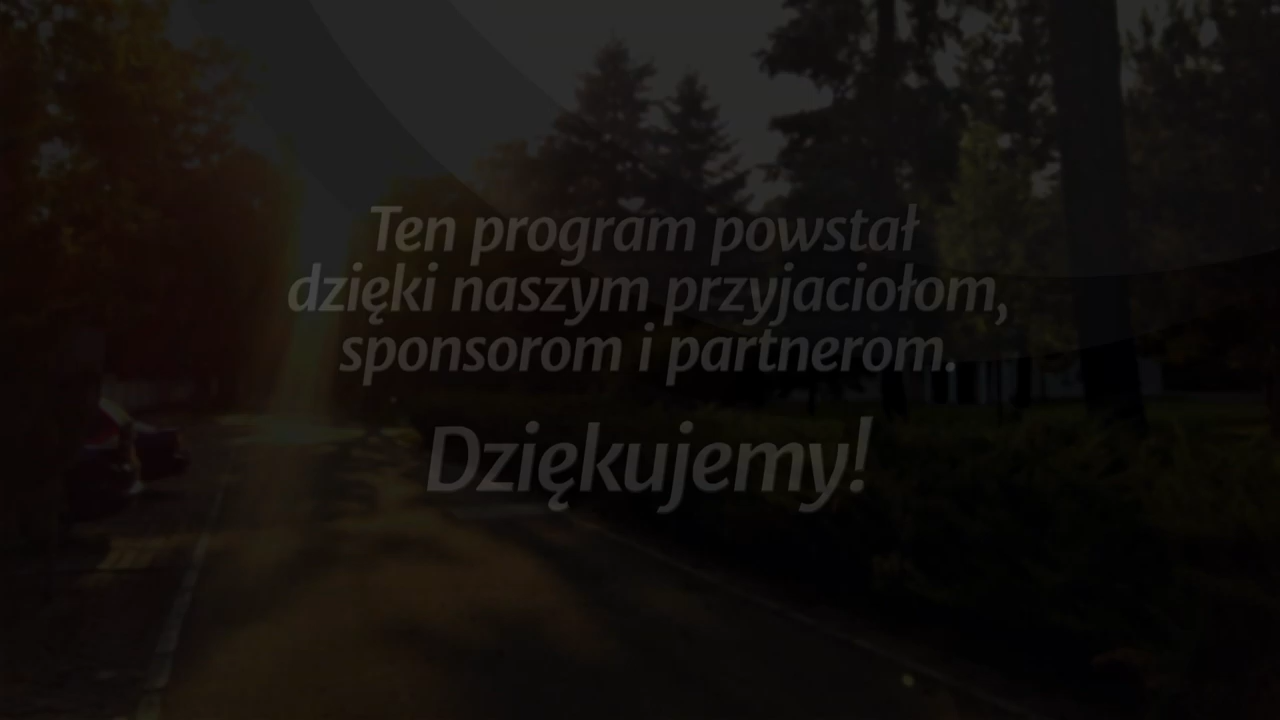 Ten program powstał
dzięki naszym przyjaciołom,
sponsorom i partnerom.
Dziękujemy!